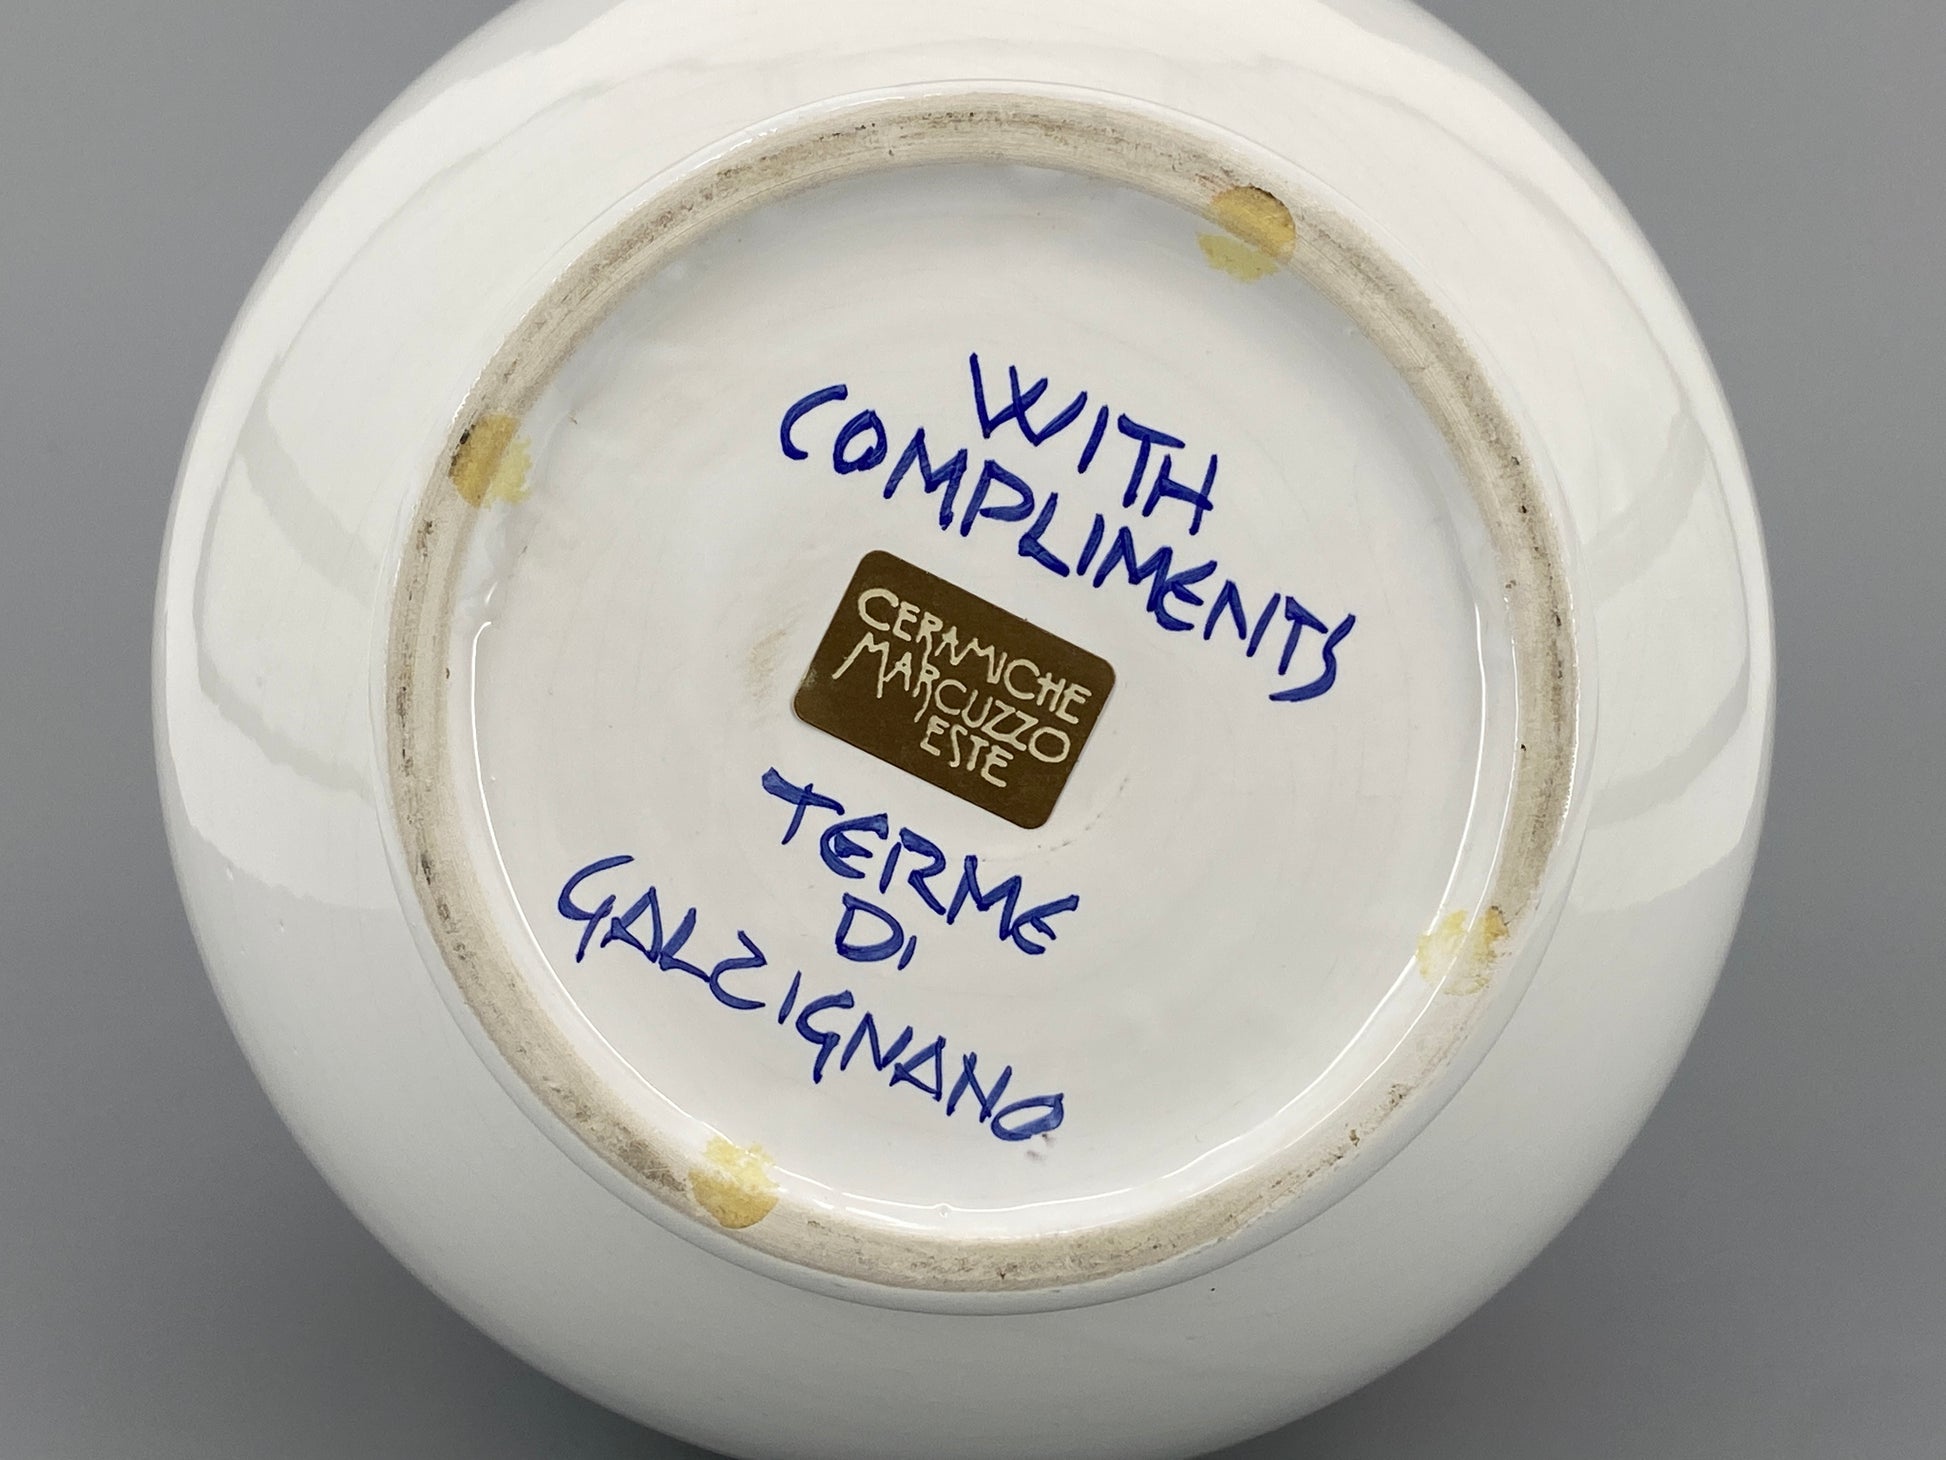 WITH
COMPLIMENTS
CERAMICHE
MARCUZZO
ESTE
TERME
DI
GALZIGNANO